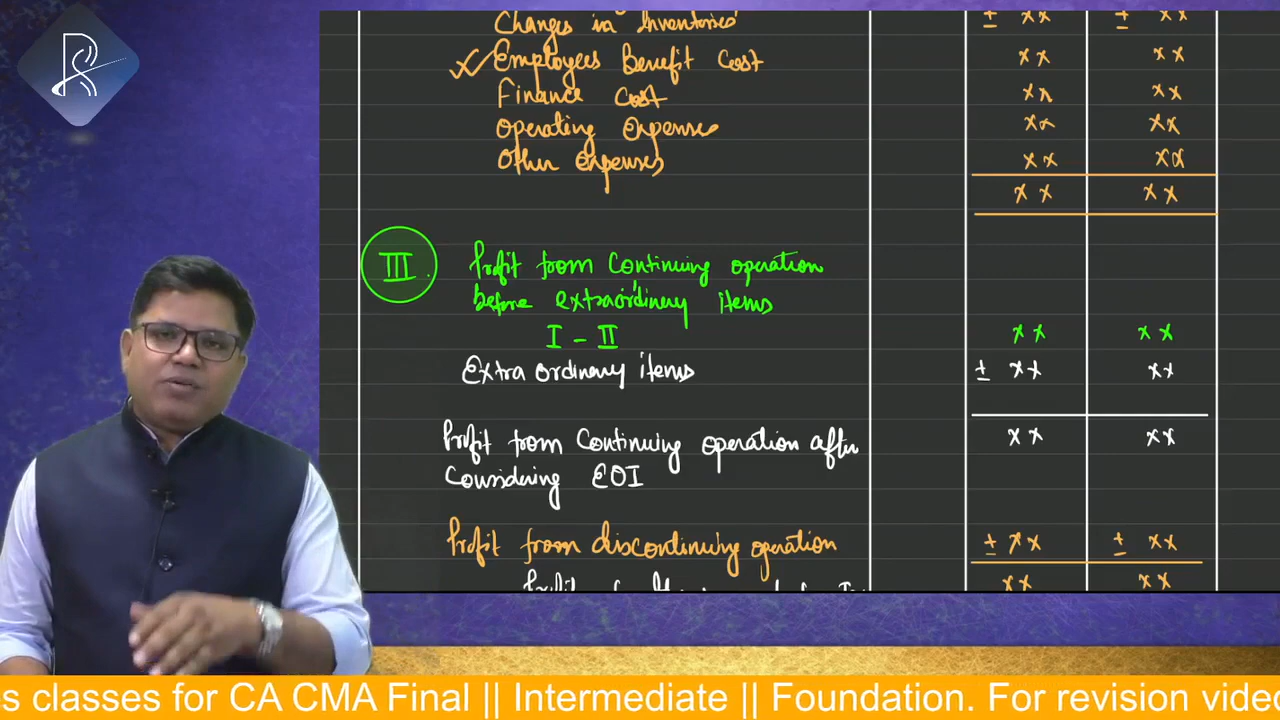 Changes in Inventories ± xx ± xx
Employees Benefit Cost xx xx
Finance Cost xx xx
Operating Expenses xx xx
Other expenses xx xx
xx xx
III. Profit from Continuing operation
before extraordinary items
I - II xx xx
Extra ordinary items ± xx xx
Profit from Continuing operation after xx xx
Considering EOI
Profit from discontinuing operation ± xx ± xx
xx xx
s classes for CA CMA Final || Intermediate || Foundation. For revision video